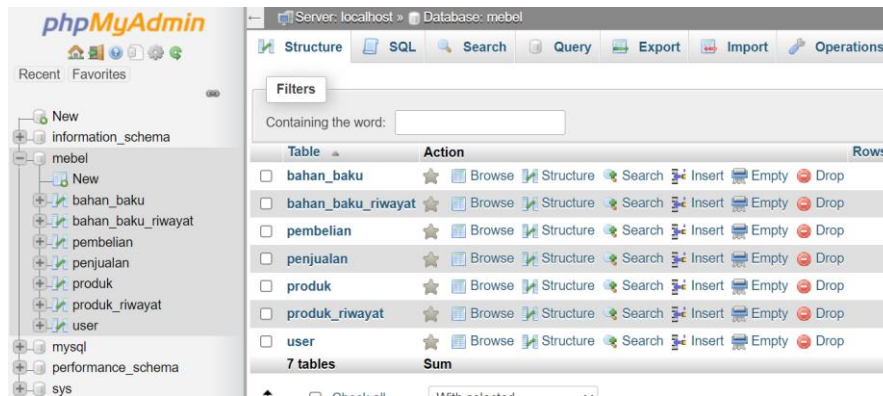 phpMyAdmin
Recent Favorites
New
information_schema
mebel
New
bahan_baku
bahan_baku_riwayat
pembelian
penjualan
produk
produk_riwayat
user
mysql
performance_schema
sys
Server: localhost » Database: mebel
Structure SQL Search Query Export Import Operations
Filters
Containing the word:
Table Action Rows
bahan_baku Browse Structure Search Insert Empty Drop
bahan_baku_riwayat Browse Structure Search Insert Empty Drop
pembelian Browse Structure Search Insert Empty Drop
penjualan Browse Structure Search Insert Empty Drop
produk Browse Structure Search Insert Empty Drop
produk_riwayat Browse Structure Search Insert Empty Drop
user Browse Structure Search Insert Empty Drop
7 tables Sum
Check all With selected